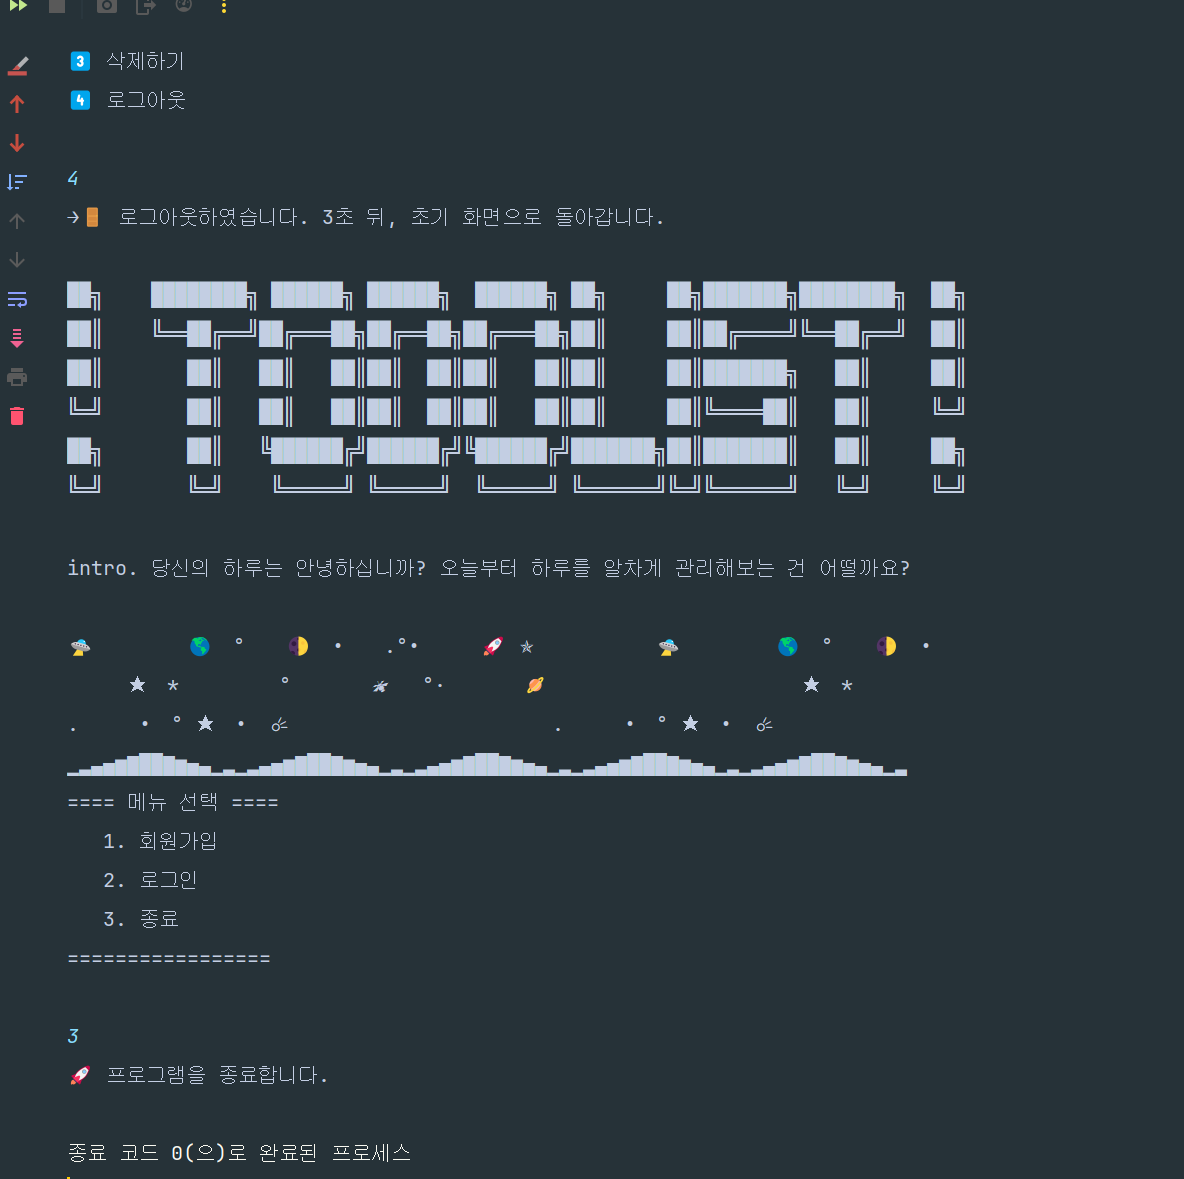 3 삭제하기
4 로그아웃
4
→🚪 로그아웃하였습니다. 3초 뒤, 초기 화면으로 돌아갑니다.
¡ TODOLIST !
intro. 당신의 하루는 안녕하십니까? 오늘부터 하루를 알차게 관리해보는 건 어떨까요?
==== 메뉴 선택 ====
1. 회원가입
2. 로그인
3. 종료
=================
3
🚀 프로그램을 종료합니다.
종료 코드 0(으)로 완료된 프로세스